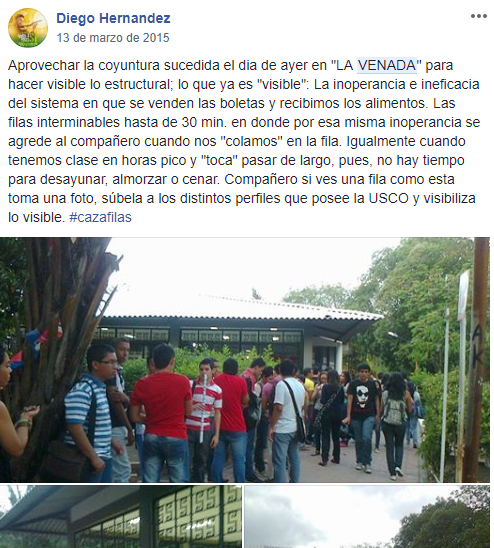 Diego Hernandez
13 de marzo de 2015
Aprovechar la coyuntura sucedida el dia de ayer en "LA VENADA" para
hacer visible lo estructural; lo que ya es "visible": La inoperancia e ineficacia
del sistema en que se venden las boletas y recibimos los alimentos. Las
filas interminables hasta de 30 min. en donde por esa misma inoperancia se
agrede al compañero cuando nos "colamos" en la fila. Igualmente cuando
tenemos clase en horas pico y "toca" pasar de largo, pues, no hay tiempo
para desayunar, almorzar o cenar. Compañero si ves una fila como esta
toma una foto, súbela a los distintos perfiles que posee la USCO y visibiliza
lo visible. #cazafilas